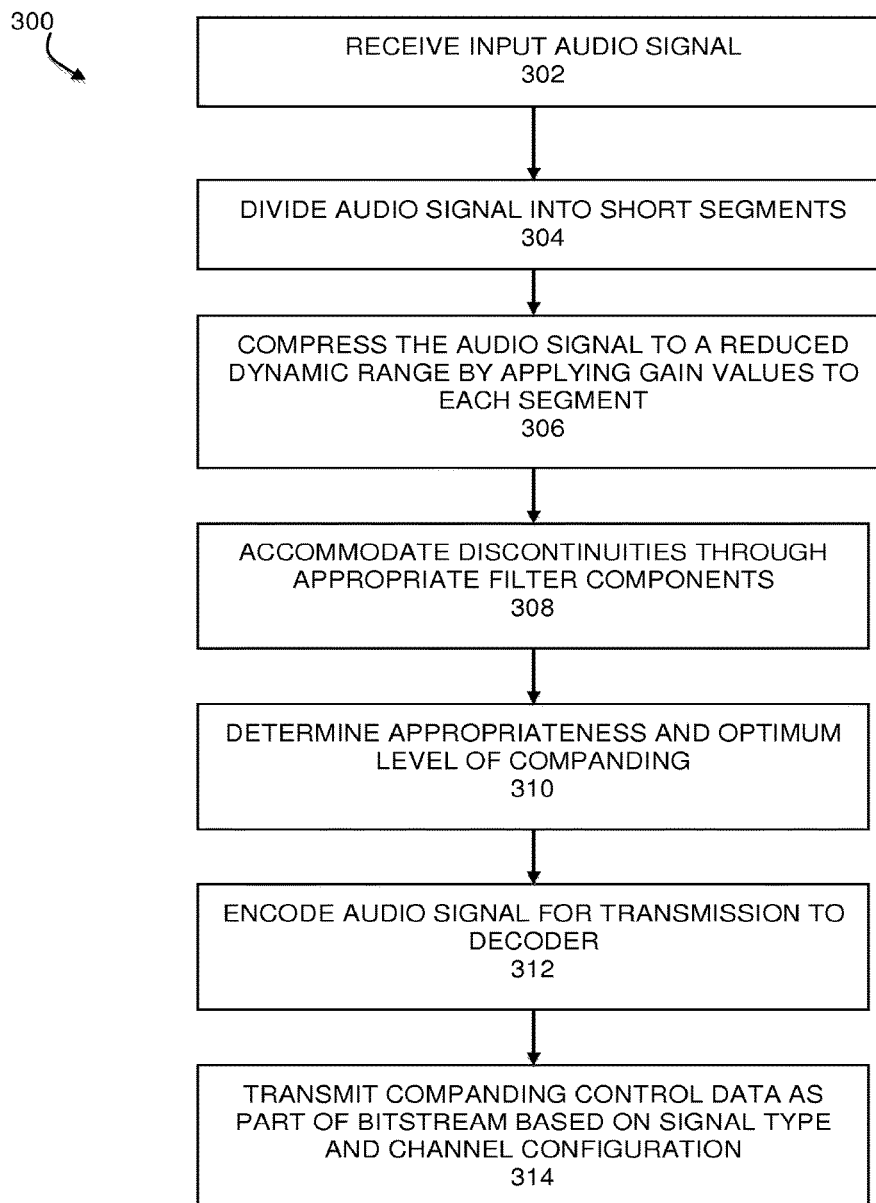 300
RECEIVE INPUT AUDIO SIGNAL
302
DIVIDE AUDIO SIGNAL INTO SHORT SEGMENTS
304
COMPRESS THE AUDIO SIGNAL TO A REDUCED
DYNAMIC RANGE BY APPLYING GAIN VALUES TO
EACH SEGMENT
306
ACCOMMODATE DISCONTINUITIES THROUGH
APPROPRIATE FILTER COMPONENTS
308
DETERMINE APPROPRIATENESS AND OPTIMUM
LEVEL OF COMPANDING
310
ENCODE AUDIO SIGNAL FOR TRANSMISSION TO
DECODER
312
TRANSMIT COMPANDING CONTROL DATA AS
PART OF BITSTREAM BASED ON SIGNAL TYPE
AND CHANNEL CONFIGURATION
314